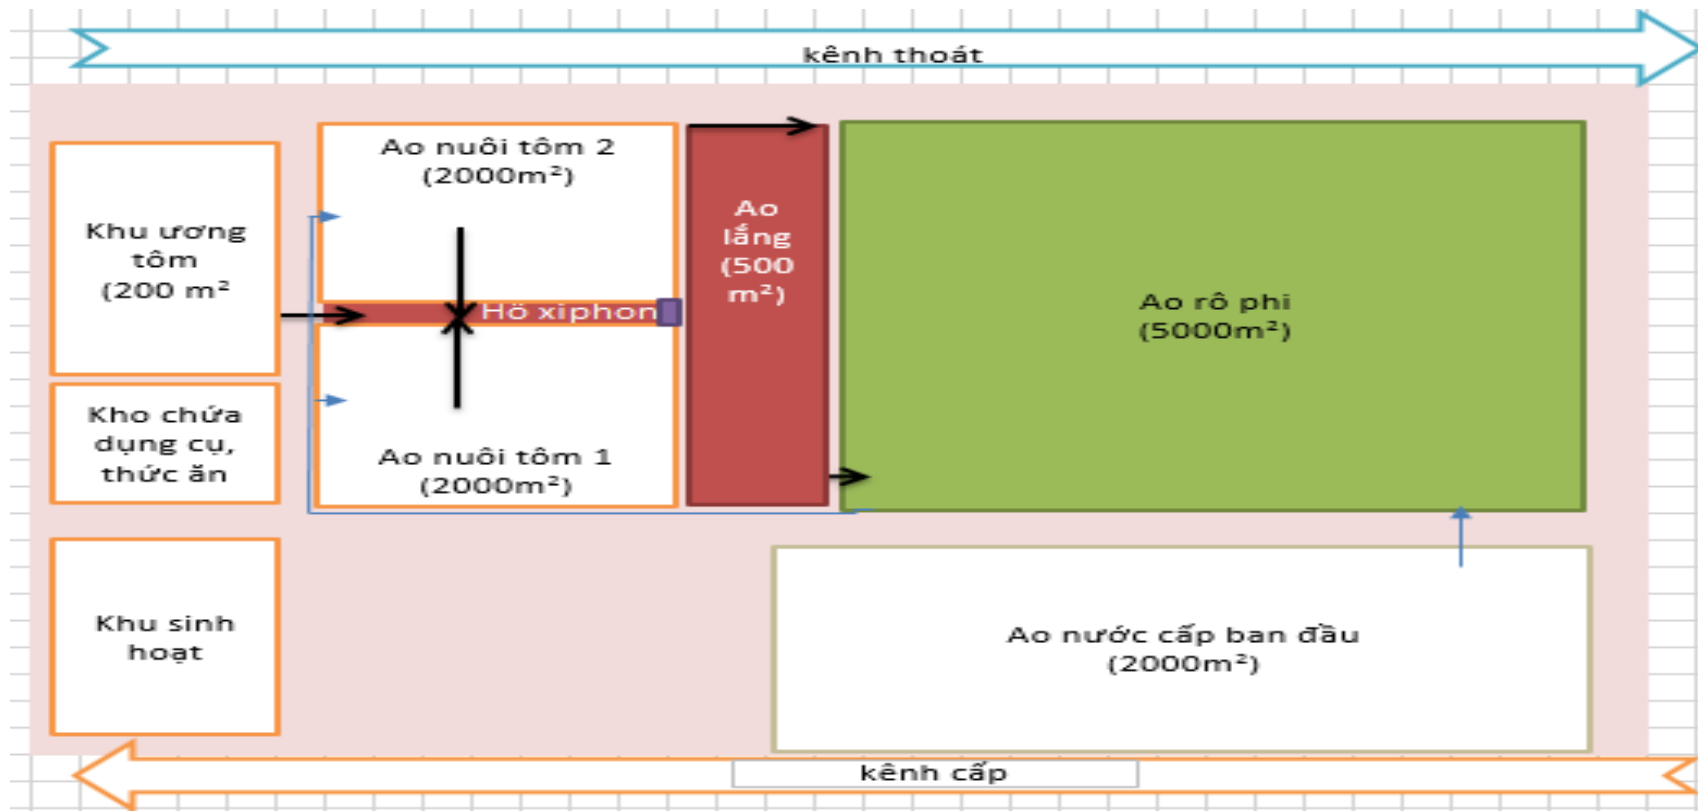 kênh thoát
Khu ương
tôm
(200 m²
Kho chứa
dụng cụ,
thức ăn
Khu sinh
hoạt
Ao nuôi tôm 2
(2000m²)
Hố xiphon
Ao nuôi tôm 1
(2000m²)
Ao
lắng
(500
m²)
Ao rô phi
(5000m²)
Ao nước cấp ban đầu
(2000m²)
kênh cấp